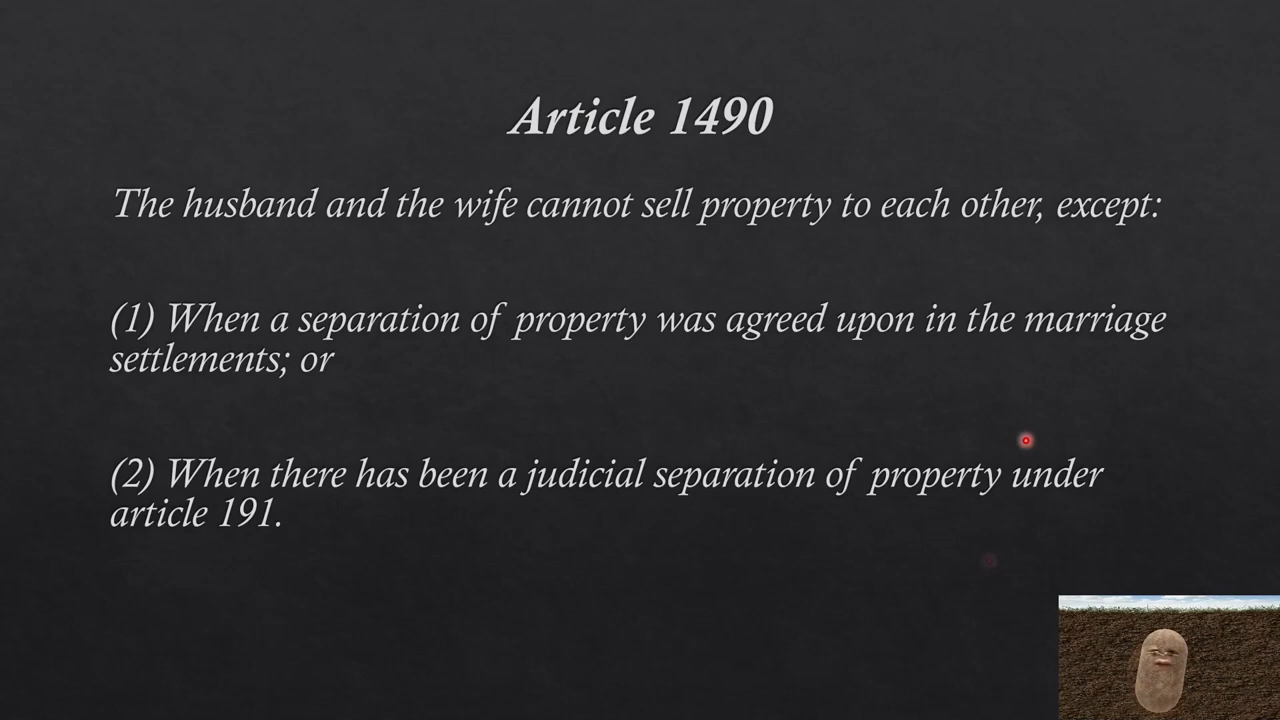 Article 1490
The husband and the wife cannot sell property to each other, except:
(1) When a separation of property was agreed upon in the marriage
settlements; or
(2) When there has been a judicial separation of property under
article 191.